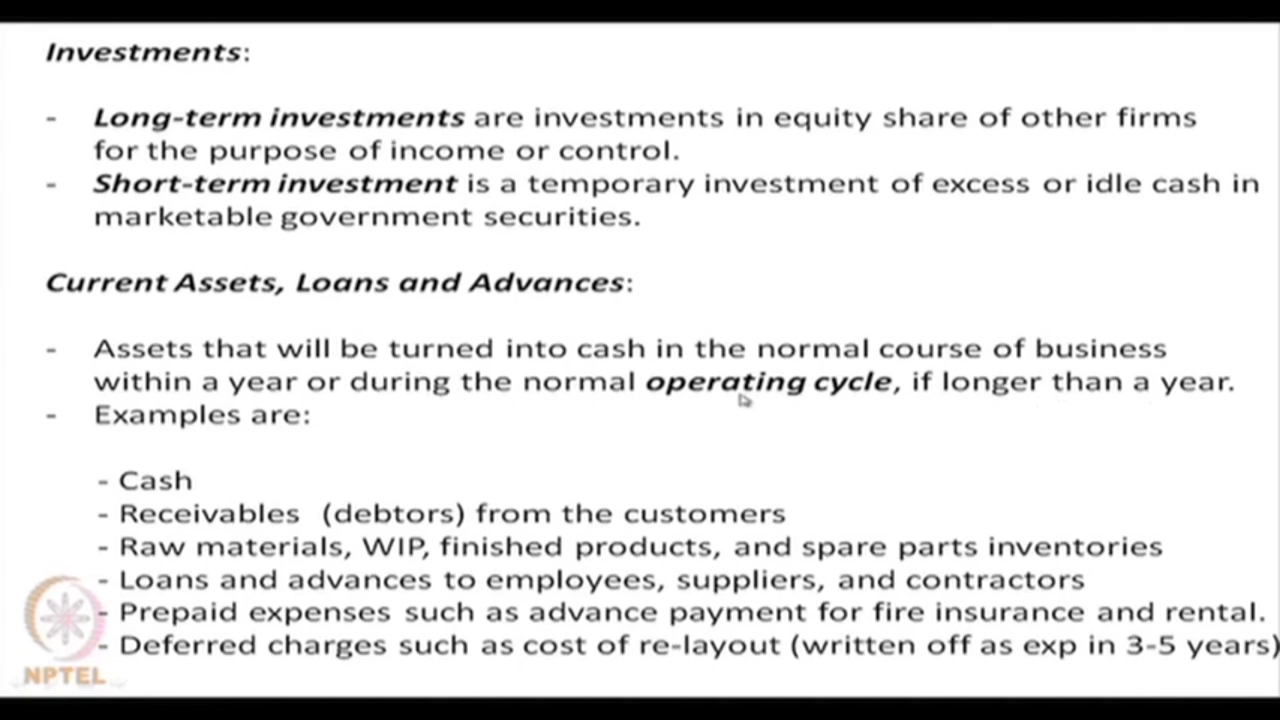 Investments:
- Long-term investments are investments in equity share of other firms
for the purpose of income or control.
- Short-term investment is a temporary investment of excess or idle cash in
marketable government securities.
Current Assets, Loans and Advances:
- Assets that will be turned into cash in the normal course of business
within a year or during the normal operating cycle, if longer than a year.
- Examples are:
- Cash
- Receivables (debtors) from the customers
- Raw materials, WIP, finished products, and spare parts inventories
- Loans and advances to employees, suppliers, and contractors
- Prepaid expenses such as advance payment for fire insurance and rental.
- Deferred charges such as cost of re-layout (written off as exp in 3-5 years)
NPTEL